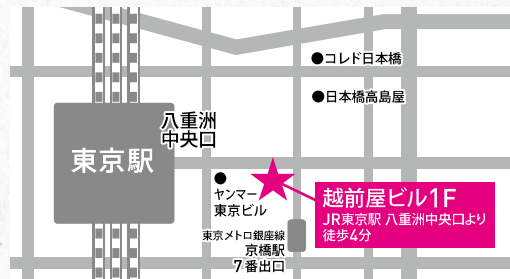 ●コレド日本橋
●日本橋高島屋
八重洲
中央口
東京駅
ヤンマー
東京ビル
越前屋ビル1F
JR東京駅 八重洲中央口より
徒歩4分
東京メトロ銀座線
京橋駅
7番出口